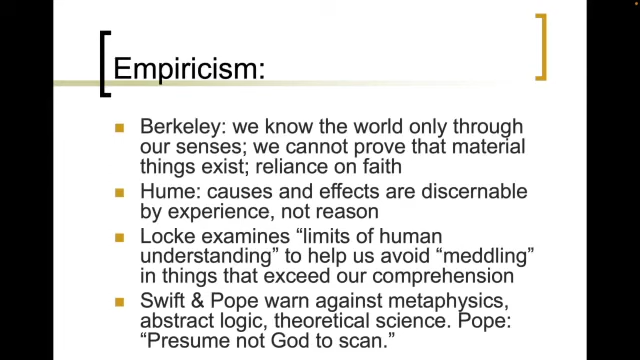 Empiricism:
Berkeley: we know the world only through
our senses; we cannot prove that material
things exist; reliance on faith
Hume: causes and effects are discernable
by experience, not reason
Locke examines “limits of human
understanding” to help us avoid “meddling”
in things that exceed our comprehension
Swift & Pope warn against metaphysics,
abstract logic, theoretical science. Pope:
“Presume not God to scan.”